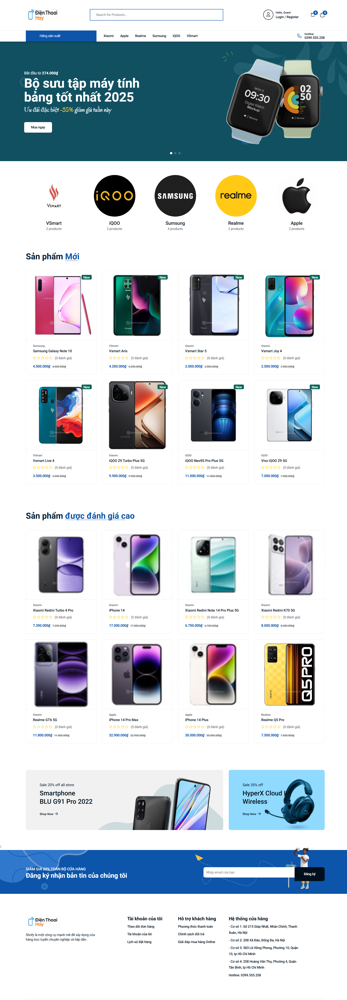 Điện Thoại
Hay
Search for Products...
Hello, Guest
Login / Register
0
0
Hãng sản xuất
Xiaomi
Apple
Realme
Sumsung
iQOO
VSmart
Hotline:
0399.555.258
Bắt đầu từ 274.000₫
Bộ sưu tập máy tính
bảng tốt nhất 2025
Ưu đãi đặc biệt -35% giảm giá tuần này
Mua ngay
MON 12
09:30
Digital Watch
Mockup
Mockup
02
50
Mockup
VSMART
iQOO
SAMSUNG
realme
VSmart
2 products
iQOO
2 products
Sumsung
4 products
Realme
2 products
Apple
2 products
Sản phẩm Mới
New
New
New
New
Sumsung
Samsung Galaxy Note 10
(0 đánh giá)
4.500.000₫ 4.500.000₫
VSmart
Vsmart Aris
(0 đánh giá)
4.200.000₫ 4.200.000₫
Xiaomi
Vsmart Star 5
(0 đánh giá)
2.000.000₫ 2.000.000₫
Xiaomi
Vsmart Joy 4
(0 đánh giá)
2.500.000₫ 2.500.000₫
New
New
New
New
VSmart
Vsmart Live 4
(0 đánh giá)
3.500.000₫ 3.500.000₫
Xiaomi
iQOO Z9 Turbo Plus 5G
(0 đánh giá)
9.900.000₫ 9.900.000₫
iQOO
iQOO Neo9S Pro Plus 5G
(0 đánh giá)
11.000.000₫ 11.000.000₫
iQOO
Vivo iQOO Z9 5G
(0 đánh giá)
7.000.000₫ 7.000.000₫
Sản phẩm được đánh giá cao
Xiaomi
Xiaomi Redmi Turbo 4 Pro
(0 đánh giá)
7.390.000₫ 7.390.000₫
Xiaomi
iPhone 14
(0 đánh giá)
17.000.000₫ 17.000.000₫
Xiaomi
Xiaomi Redmi Note 14 Pro Plus 5G
(0 đánh giá)
6.750.000₫ 6.750.000₫
Xiaomi
Xiaomi Redmi K70 5G
(0 đánh giá)
8.000.000₫ 8.000.000₫
realme
Q5PRO
Xiaomi
Realme GT6 5G
(0 đánh giá)
11.800.000₫ 11.800.000₫
Apple
iPhone 14 Pro Max
(0 đánh giá)
32.900.000₫ 32.900.000₫
Apple
iPhone 14 Plus
(0 đánh giá)
30.000.000₫ 30.000.000₫
Realme
Realme Q5 Pro
(0 đánh giá)
7.500.000₫ 7.500.000₫
Sale 20% off all store
Smartphone
BLU G91 Pro 2022
Shop Now
Sale 35% off
HyperX Cloud I
Wireless
Shop Now
//
GIẢM GIÁ 20% TOÀN BỘ CỬA HÀNG
Đăng ký nhận bản tin của chúng tôi
Nhập email của bạn
Đăng ký
Điện Thoại
Hay
Shofy là một công cụ mạnh mẽ để xây dựng cửa
hàng trực tuyến chuyên nghiệp và hấp dẫn.
Tài khoản của tôi
Theo dõi đơn hàng
Tài khoản của tôi
Lịch sử đặt hàng
Hỗ trợ khách hàng
Phương thức thanh toán
Chính sách đổi trả
Giải đáp mua hàng Online
Hệ thống cửa hàng
- Cơ sở 1: Số 215 Giáp Nhất, Nhân Chính, Thanh
Xuân, Hà Nội
- Cơ sở 2: 208 Xã Đàn, Đống Đa, Hà Nội
- Cơ sở 3: 583 Lê Hồng Phong, Phường 10, Quận
10, tp Hồ Chí Minh
- Cơ sở 4: 258 Hoàng Văn Thụ, Phường 4, Quận
Tân Bình, tp Hồ Chí Minh
Hotline: 0399.555.258